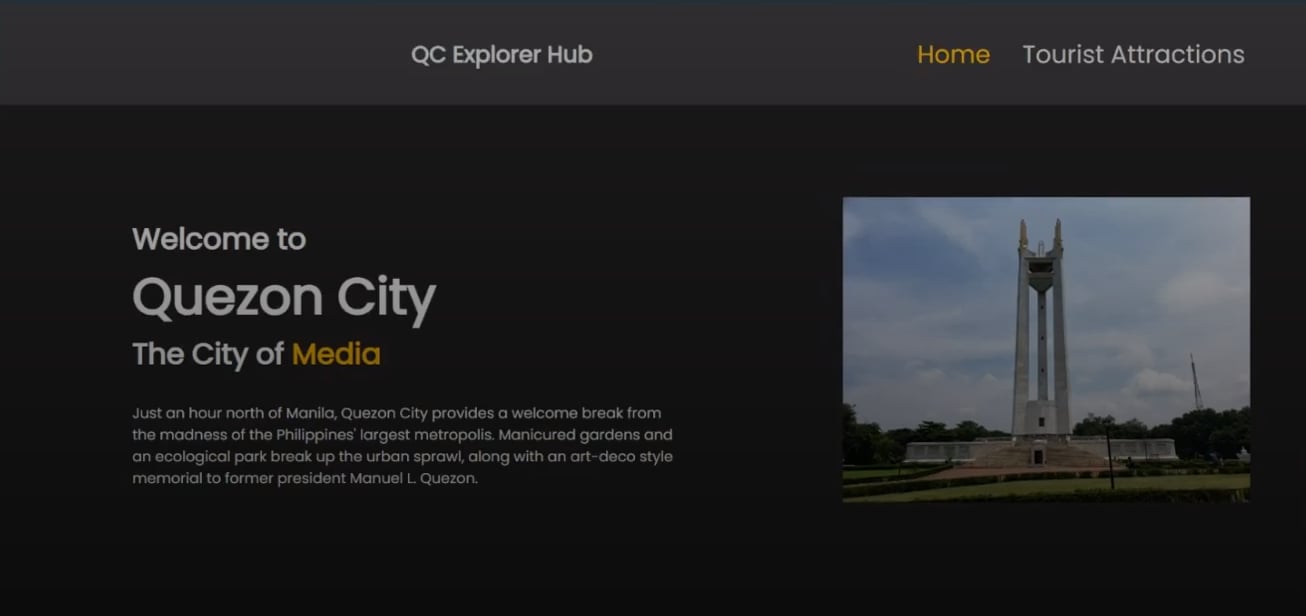 QC Explorer Hub
Home
Tourist Attractions
Welcome to
Quezon City
The City of Media
Just an hour north of Manila, Quezon City provides a welcome break from
the madness of the Philippines' largest metropolis. Manicured gardens and
an ecological park break up the urban sprawl, along with an art-deco style
memorial to former president Manuel L. Quezon.